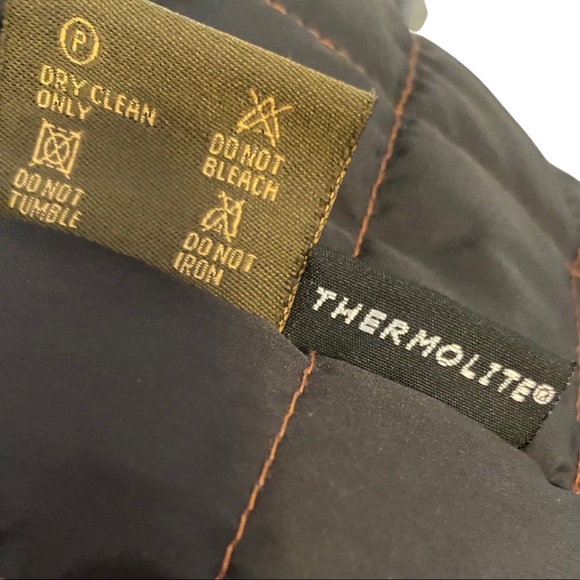 P
DRY CLEAN
ONLY
DO NOT
BLEACH
DO NOT
TUMBLE
DO NOT
IRON
THERMOLITE®